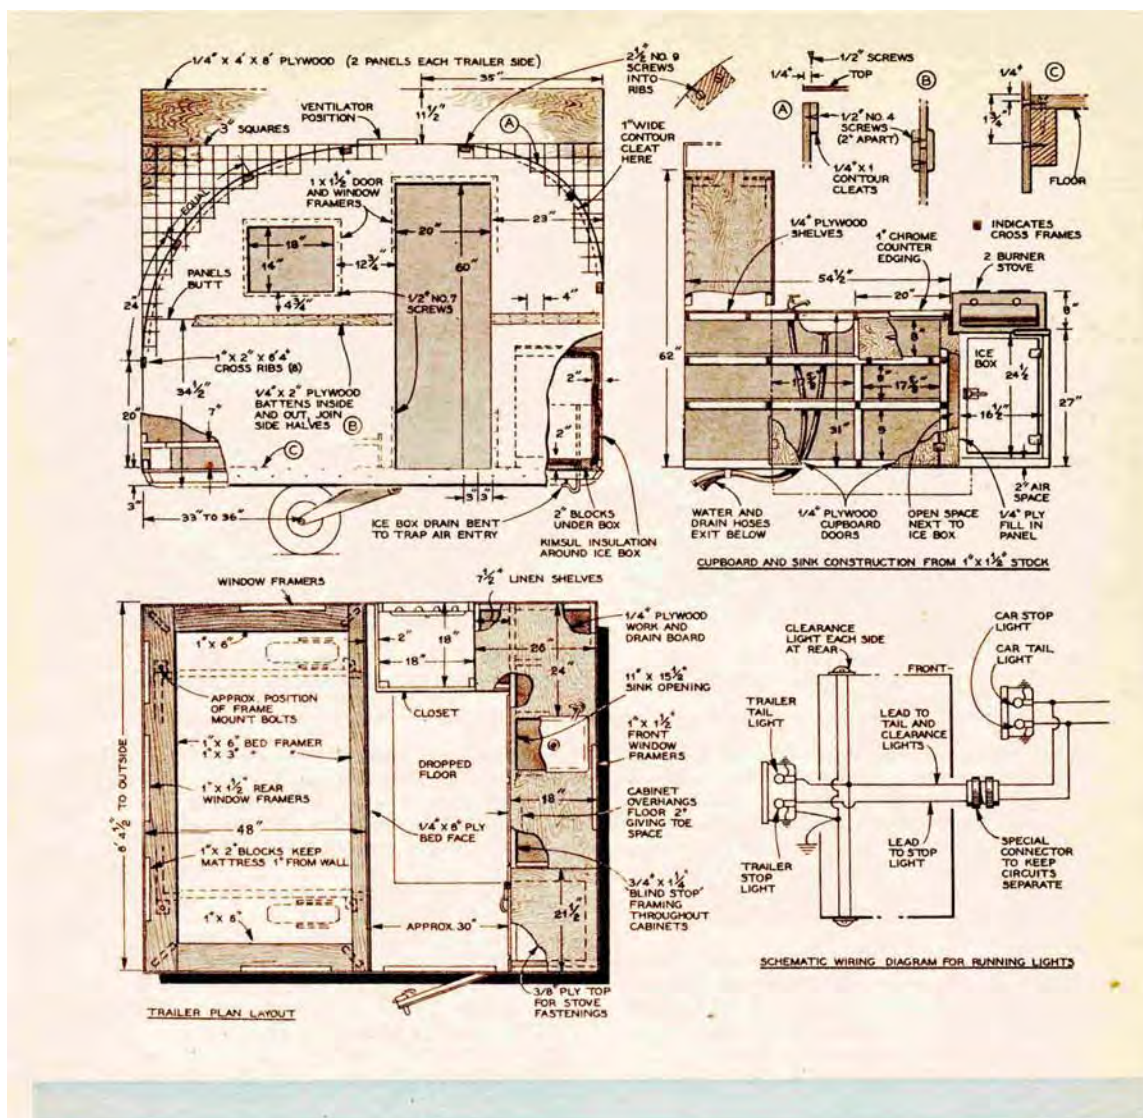 1/4" X 4' X 8' PLYWOOD (2 PANELS EACH TRAILER SIDE)
35"
11 1/2"
VENTILATOR
POSITION
3" SQUARES
A
2 1/2" NO. 9
SCREWS
INTO
RIBS
1" WIDE
CONTOUR
CLEAT
HERE
EQUAL
1 X 1 1/2" DOOR
AND WINDOW
FRAMERS
18"
14"
12 3/4"
4 3/4"
20"
60"
23"
4"
PANELS
BUTT
24"
1/2" NO. 7
SCREWS
1" X 2" X 6'4"
CROSS RIBS (8)
34 1/2"
20"
7"
1/4" X 2" PLYWOOD
BATTENS INSIDE
AND OUT, JOIN
SIDE HALVES
B
C
2"
2"
3"
3"
3"
33" TO 36"
ICE BOX DRAIN BENT
TO TRAP AIR ENTRY
2" BLOCKS
UNDER BOX
KIMSUL INSULATION
AROUND ICE BOX
1/2" SCREWS
1/4"
TOP
A
1/2" NO. 4
SCREWS
(2" APART)
1/4" X 1
CONTOUR
CLEATS
B
C
1/4"
1 3/4"
FLOOR
INDICATES
CROSS FRAMES
1/4" PLYWOOD
SHELVES
1" CHROME
COUNTER
EDGING
2 BURNER
STOVE
54 1/2"
20"
62"
8"
8"
ICE
BOX
24 1/2
17 5/8"
17 5/8"
16 1/2"
27"
31"
9
2" AIR
SPACE
WATER AND
DRAIN HOSES
EXIT BELOW
1/4" PLYWOOD
CUPBOARD
DOORS
OPEN SPACE
NEXT TO
ICE BOX
1/4" PLY
FILL IN
PANEL
CUPBOARD AND SINK CONSTRUCTION FROM 1" X 1 1/2" STOCK
WINDOW FRAMERS
7 1/2" LINEN SHELVES
1" X 6"
2"
18"
18"
26"
24"
1/4" PLYWOOD
WORK AND
DRAIN BOARD
11" X 15 1/2"
SINK OPENING
APPROX. POSITION
OF FRAME
MOUNT BOLTS
CLOSET
1" X 1 1/2"
FRONT
WINDOW
FRAMERS
1" X 6" BED FRAMER
1" X 3" " "
DROPPED
FLOOR
6' 4 1/2" TO OUTSIDE
1" X 1 1/2" REAR
WINDOW FRAMERS
18"
CABINET
OVERHANGS
FLOOR 2"
GIVING TOE
SPACE
48"
1/4" X 8" PLY
BED FACE
1" X 2" BLOCKS KEEP
MATTRESS 1" FROM WALL
3/4" X 1 1/4"
"BLIND STOP"
FRAMING
THROUGHOUT
CABINETS
1" X 6"
APPROX. 30"
21 1/2"
3/8" PLY TOP
FOR STOVE
FASTENINGS
TRAILER PLAN LAYOUT
CLEARANCE
LIGHT EACH SIDE
AT REAR
FRONT
CAR STOP
LIGHT
CAR TAIL
LIGHT
TRAILER
TAIL
LIGHT
LEAD TO
TAIL AND
CLEARANCE
LIGHTS
TRAILER
STOP
LIGHT
LEAD
TO STOP
LIGHT
SPECIAL
CONNECTOR
TO KEEP
CIRCUITS
SEPARATE
SCHEMATIC WIRING DIAGRAM FOR RUNNING LIGHTS